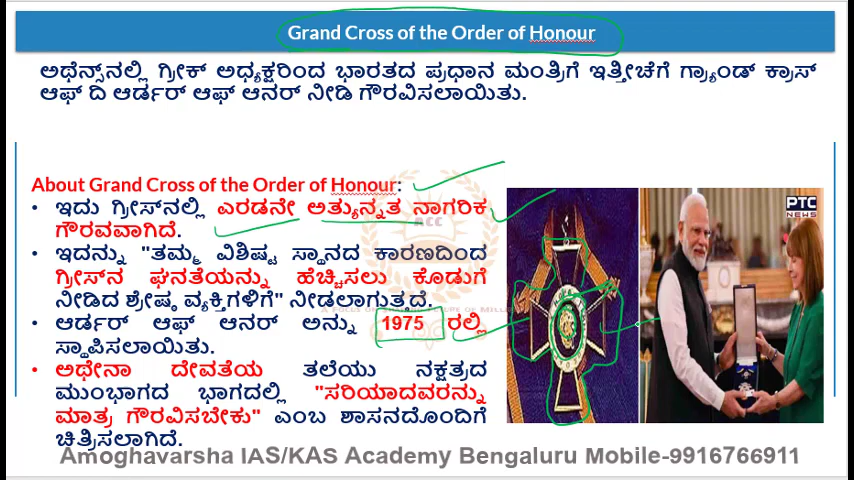 Grand Cross of the Order of Honour
ಅಥೆನ್ಸ್‌ನಲ್ಲಿ ಗ್ರೀಕ್ ಅಧ್ಯಕ್ಷರಿಂದ ಭಾರತದ ಪ್ರಧಾನ ಮಂತ್ರಿಗೆ ಇತ್ತೀಚೆಗೆ ಗ್ರ್ಯಾಂಡ್ ಕ್ರಾಸ್
ಆಫ್ ದಿ ಆರ್ಡರ್ ಆಫ್ ಆನರ್ ನೀಡಿ ಗೌರವಿಸಲಾಯಿತು.
About Grand Cross of the Order of Honour:
• ಇದು ಗ್ರೀಸ್‌ನಲ್ಲಿ ಎರಡನೇ ಅತ್ಯುನ್ನತ ನಾಗರಿಕ
ಗೌರವವಾಗಿದೆ.
• ಇದನ್ನು "ತಮ್ಮ ವಿಶಿಷ್ಟ ಸ್ಥಾನದ ಕಾರಣದಿಂದ
ಗ್ರೀಸ್‌ನ ಘನತೆಯನ್ನು ಹೆಚ್ಚಿಸಲು ಕೊಡುಗೆ
ನೀಡಿದ ಶ್ರೇಷ್ಠ ವ್ಯಕ್ತಿಗಳಿಗೆ" ನೀಡಲಾಗುತ್ತದೆ.
• ಆರ್ಡರ್ ಆಫ್ ಆನರ್ ಅನ್ನು 1975 ರಲ್ಲಿ
ಸ್ಥಾಪಿಸಲಾಯಿತು.
• ಅಥೇನಾ ದೇವತೆಯ ತಲೆಯು ನಕ್ಷತ್ರದ
ಮುಂಭಾಗದ ಭಾಗದಲ್ಲಿ "ಸರಿಯಾದವರನ್ನು
ಮಾತ್ರ ಗೌರವಿಸಬೇಕು" ಎಂಬ ಶಾಸನದೊಂದಿಗೆ
ಚಿತ್ರಿಸಲಾಗಿದೆ.
PTC
NEWS
ACC
Amoghavarsha IAS/KAS Academy Bengaluru Mobile-9916766911